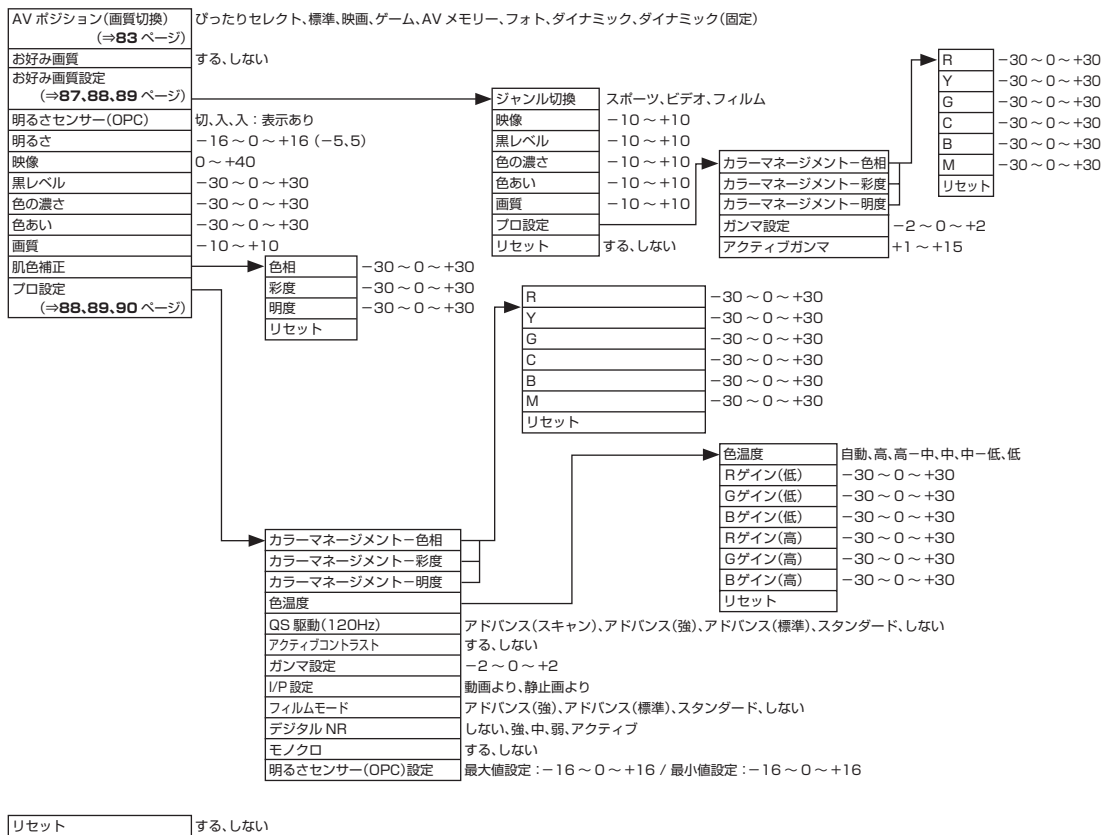 AV ポジション(画質切換) びったりセレクト、標準、映画、ゲーム、AV メモリー、フォト、ダイナミック、ダイナミック(固定)
(⇒83 ページ)
お好み画質 する、しない
お好み画質設定
(⇒87、88、89 ページ)
明るさセンサー(OPC) 切、入、入：表示あり
明るさ −16～0～+16 (−5、5)
映像 0～+40
黒レベル −30～0～+30
色の濃さ −30～0～+30
色あい −30～0～+30
画質 −10～+10
肌色補正
プロ設定
(⇒88、89、90 ページ)
ジャンル切換 スポーツ、ビデオ、フィルム
映像 −10～+10
黒レベル −10～+10
色の濃さ −10～+10
色あい −10～+10
画質 −10～+10
プロ設定
リセット する、しない
カラーマネージメント−色相
カラーマネージメント−彩度
カラーマネージメント−明度
ガンマ設定 −2～0～+2
アクティブガンマ +1～+15
R −30～0～+30
Y −30～0～+30
G −30～0～+30
C −30～0～+30
B −30～0～+30
M −30～0～+30
リセット
色相 −30～0～+30
彩度 −30～0～+30
明度 −30～0～+30
リセット
R −30～0～+30
Y −30～0～+30
G −30～0～+30
C −30～0～+30
B −30～0～+30
M −30～0～+30
リセット
色温度 自動、高、高−中、中、中−低、低
Rゲイン(低) −30～0～+30
Gゲイン(低) −30～0～+30
Bゲイン(低) −30～0～+30
Rゲイン(高) −30～0～+30
Gゲイン(高) −30～0～+30
Bゲイン(高) −30～0～+30
リセット
カラーマネージメント−色相
カラーマネージメント−彩度
カラーマネージメント−明度
色温度
QS 駆動(120Hz) アドバンス(スキャン)、アドバンス(強)、アドバンス(標準)、スタンダード、しない
アクティブコントラスト する、しない
ガンマ設定 −2～0～+2
I/P 設定 動画より、静止画より
フィルムモード アドバンス(強)、アドバンス(標準)、スタンダード、しない
デジタル NR しない、強、中、弱、アクティブ
モノクロ する、しない
明るさセンサー(OPC)設定 最大値設定：−16～0～+16 / 最小値設定：−16～0～+16
リセット する、しない